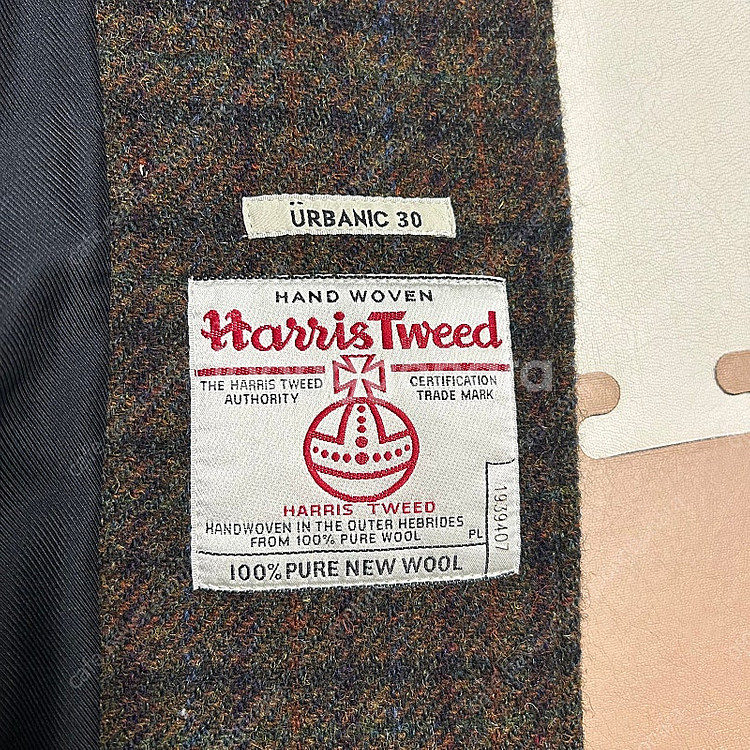 ÜRBANIC 30
HAND WOVEN
Harris Tweed
THE HARRIS TWEED AUTHORITY
CERTIFICATION TRADE MARK
HARRIS TWEED
HANDWOVEN IN THE OUTER HEBRIDES
FROM 100% PURE WOOL
PL
1939407
100% PURE NEW WOOL